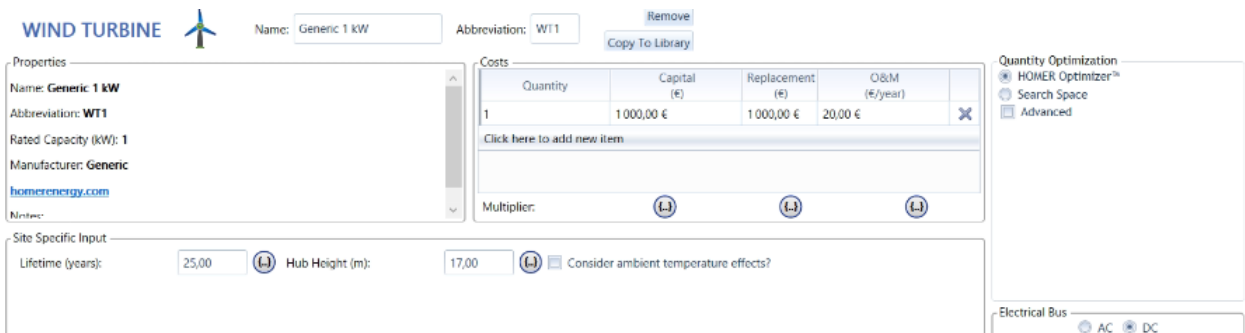 WIND TURBINE
Name: Generic 1 kW
Abbreviation: WT1
Remove
Copy To Library
Properties
Name: Generic 1 kW
Abbreviation: WT1
Rated Capacity (kW): 1
Manufacturer: Generic
homerenergy.com
Notes:
Costs
Quantity Capital (€) Replacement (€) O&M (€/year)
1 1 000,00 € 1 000,00 € 20,00 €
Click here to add new item
Multiplier: (..) (..) (..)
Quantity Optimization
HOMER Optimizer™
Search Space
Advanced
Site Specific Input
Lifetime (years): 25,00 (..) Hub Height (m): 17,00 (..) Consider ambient temperature effects?
Electrical Bus
AC DC